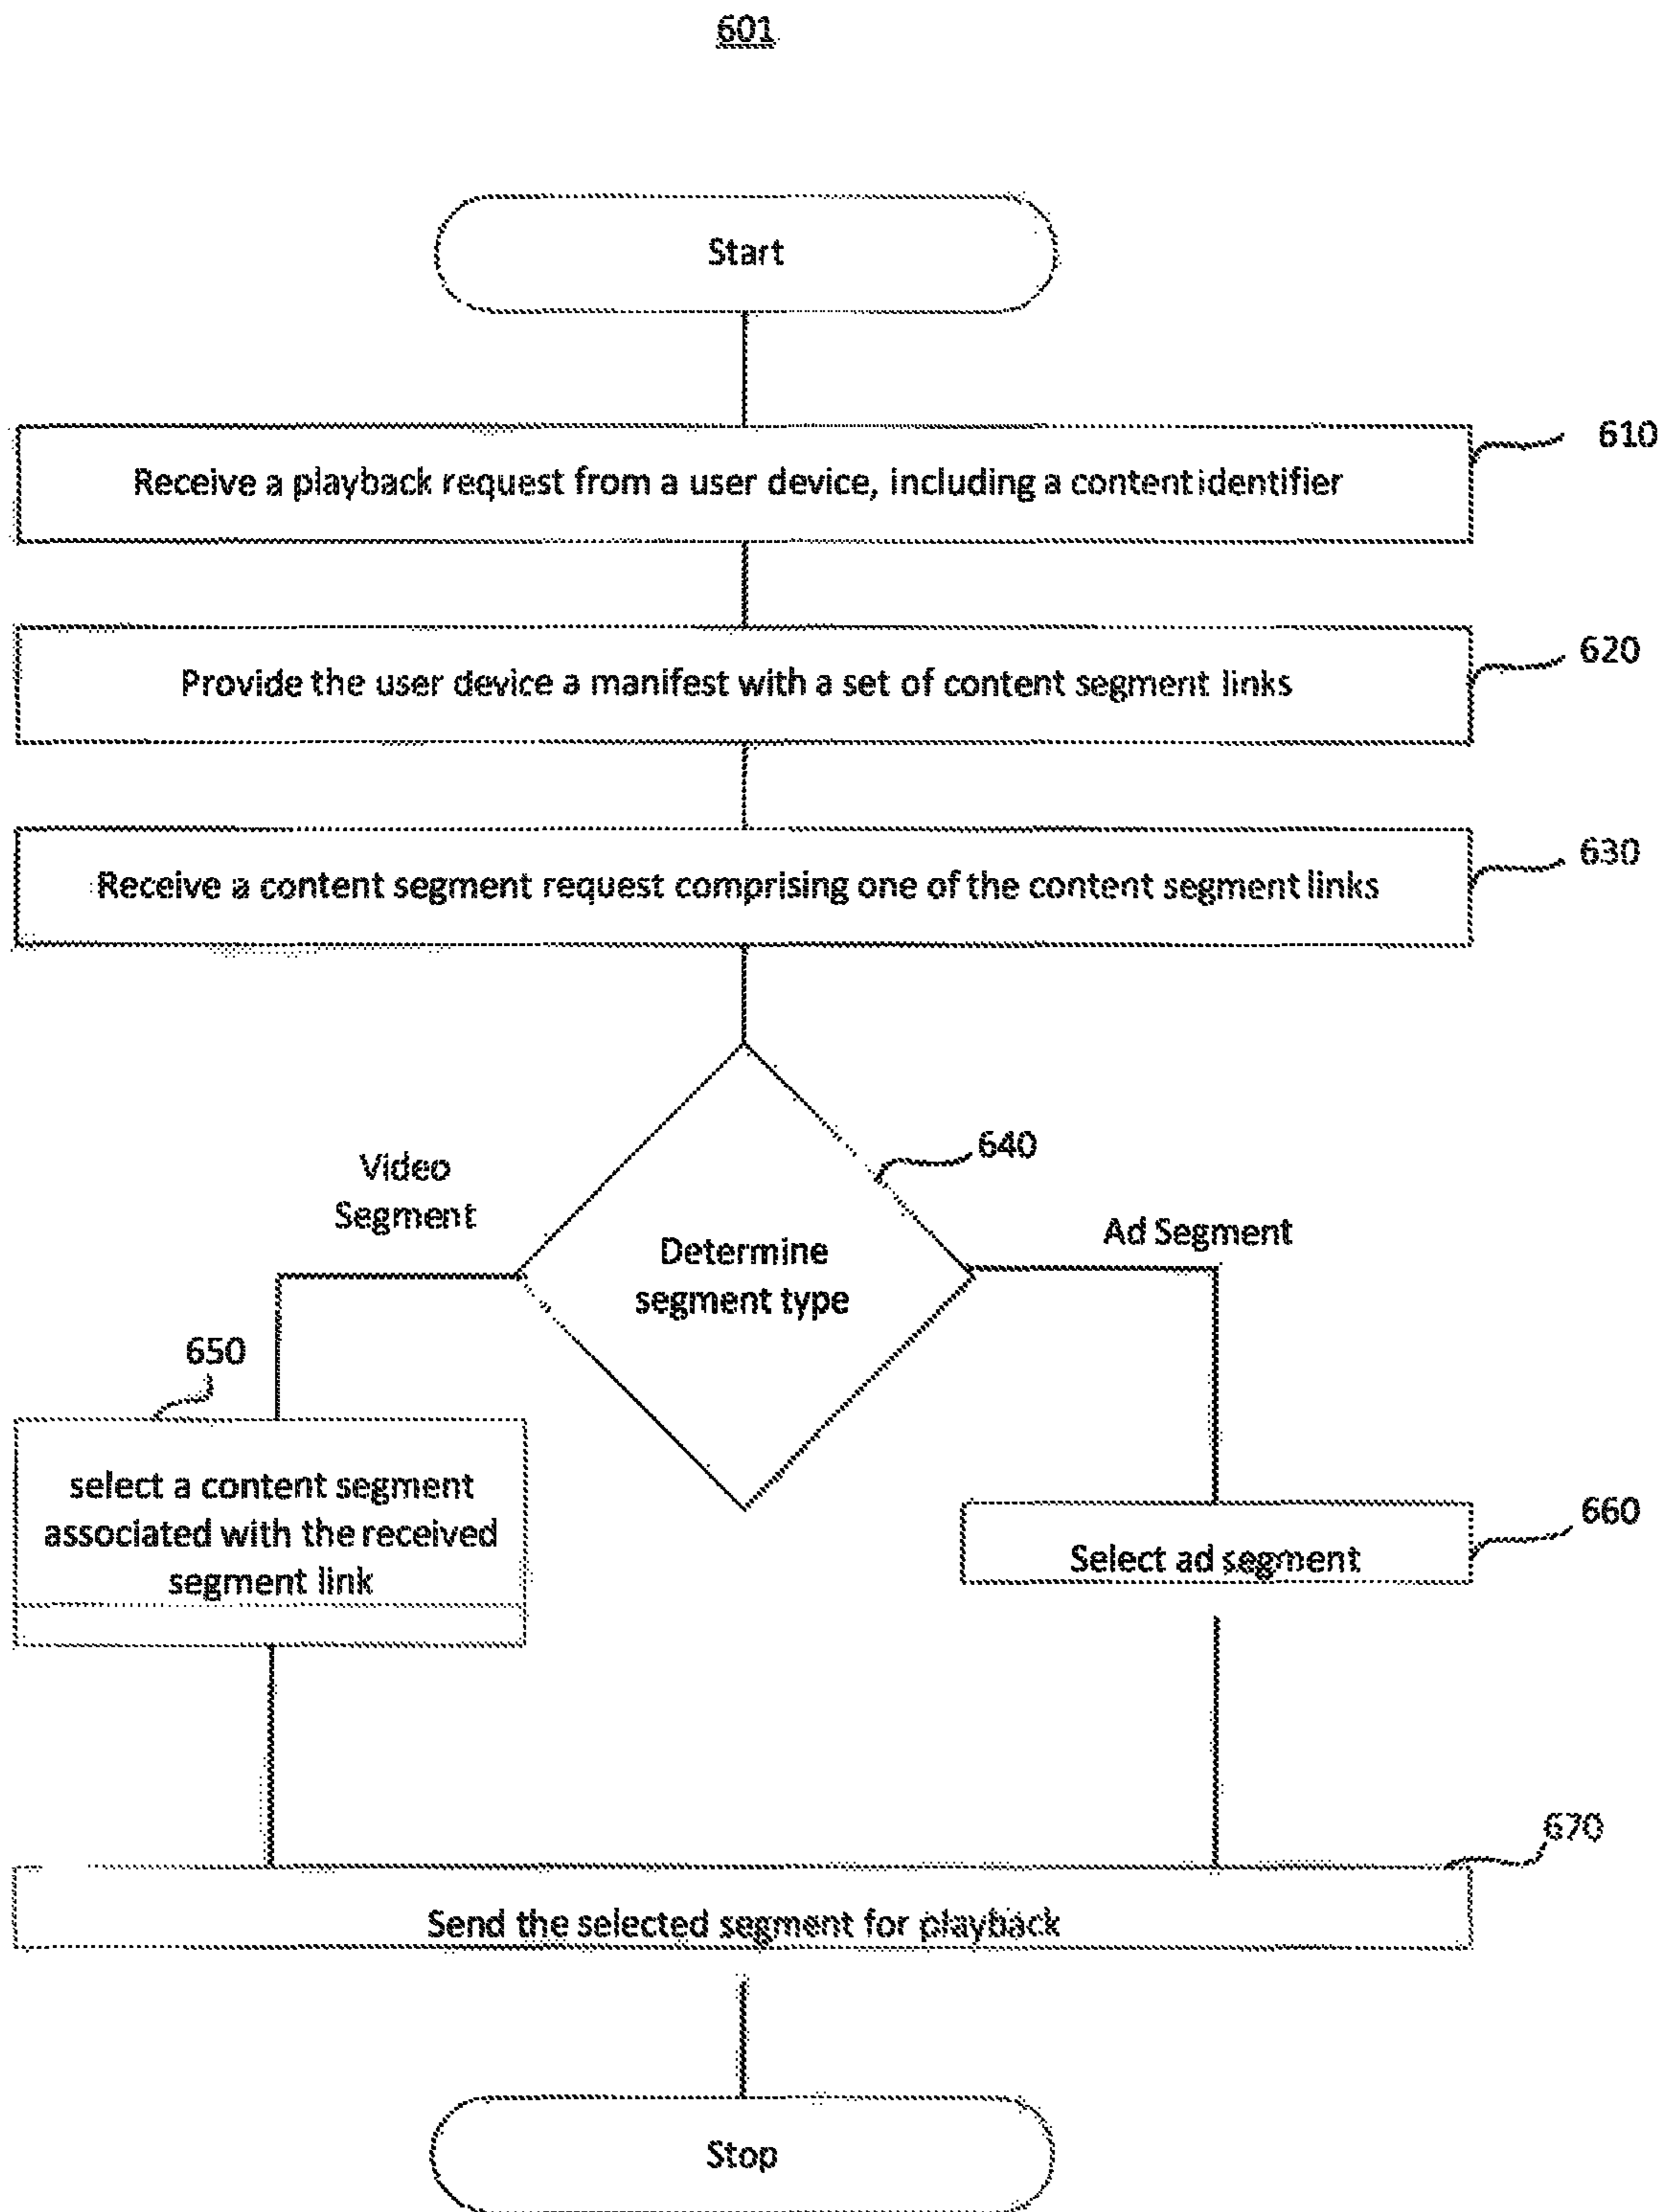 601
Start
610
Receive a playback request from a user device, including a content identifier
620
Provide the user device a manifest with a set of content segment links
630
Receive a content segment request comprising one of the content segment links
640
Video
Segment
Determine
segment type
Ad Segment
650
select a content segment
associated with the received
segment link
660
Select ad segment
670
Send the selected segment for playback
Stop